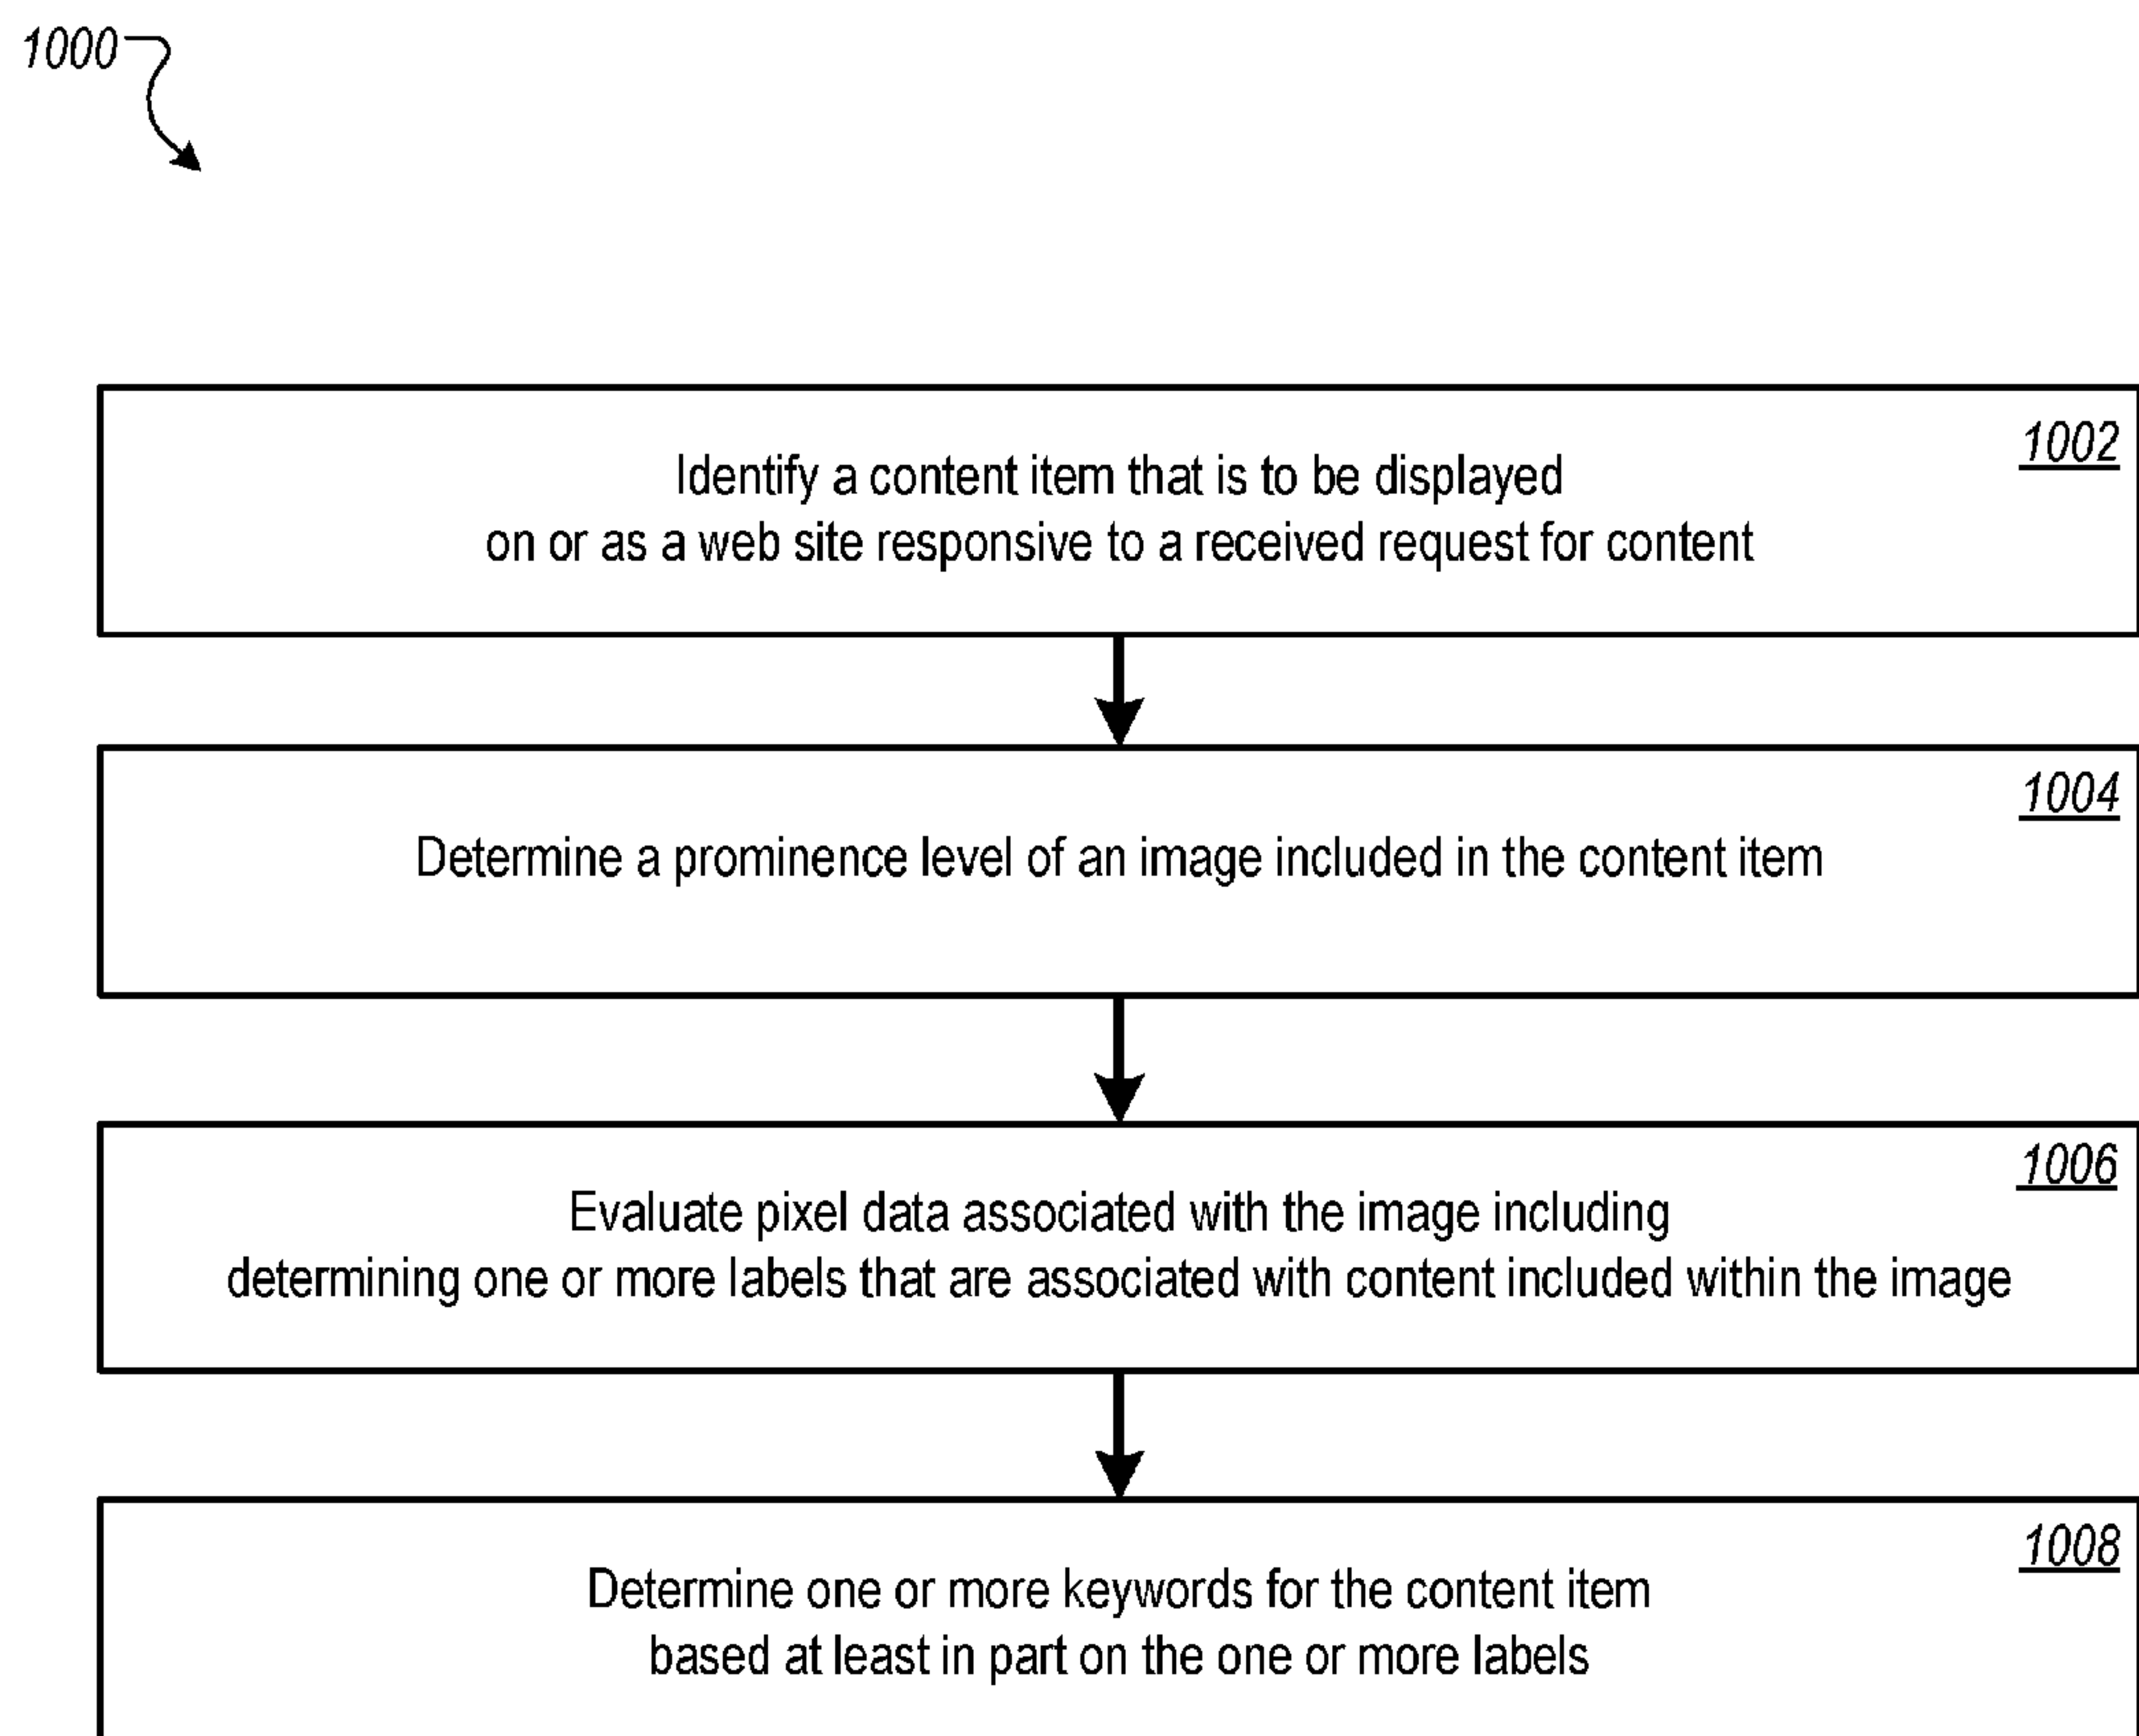 1000
1002
Identify a content item that is to be displayed
on or as a web site responsive to a received request for content
1004
Determine a prominence level of an image included in the content item
1006
Evaluate pixel data associated with the image including
determining one or more labels that are associated with content included within the image
1008
Determine one or more keywords for the content item
based at least in part on the one or more labels